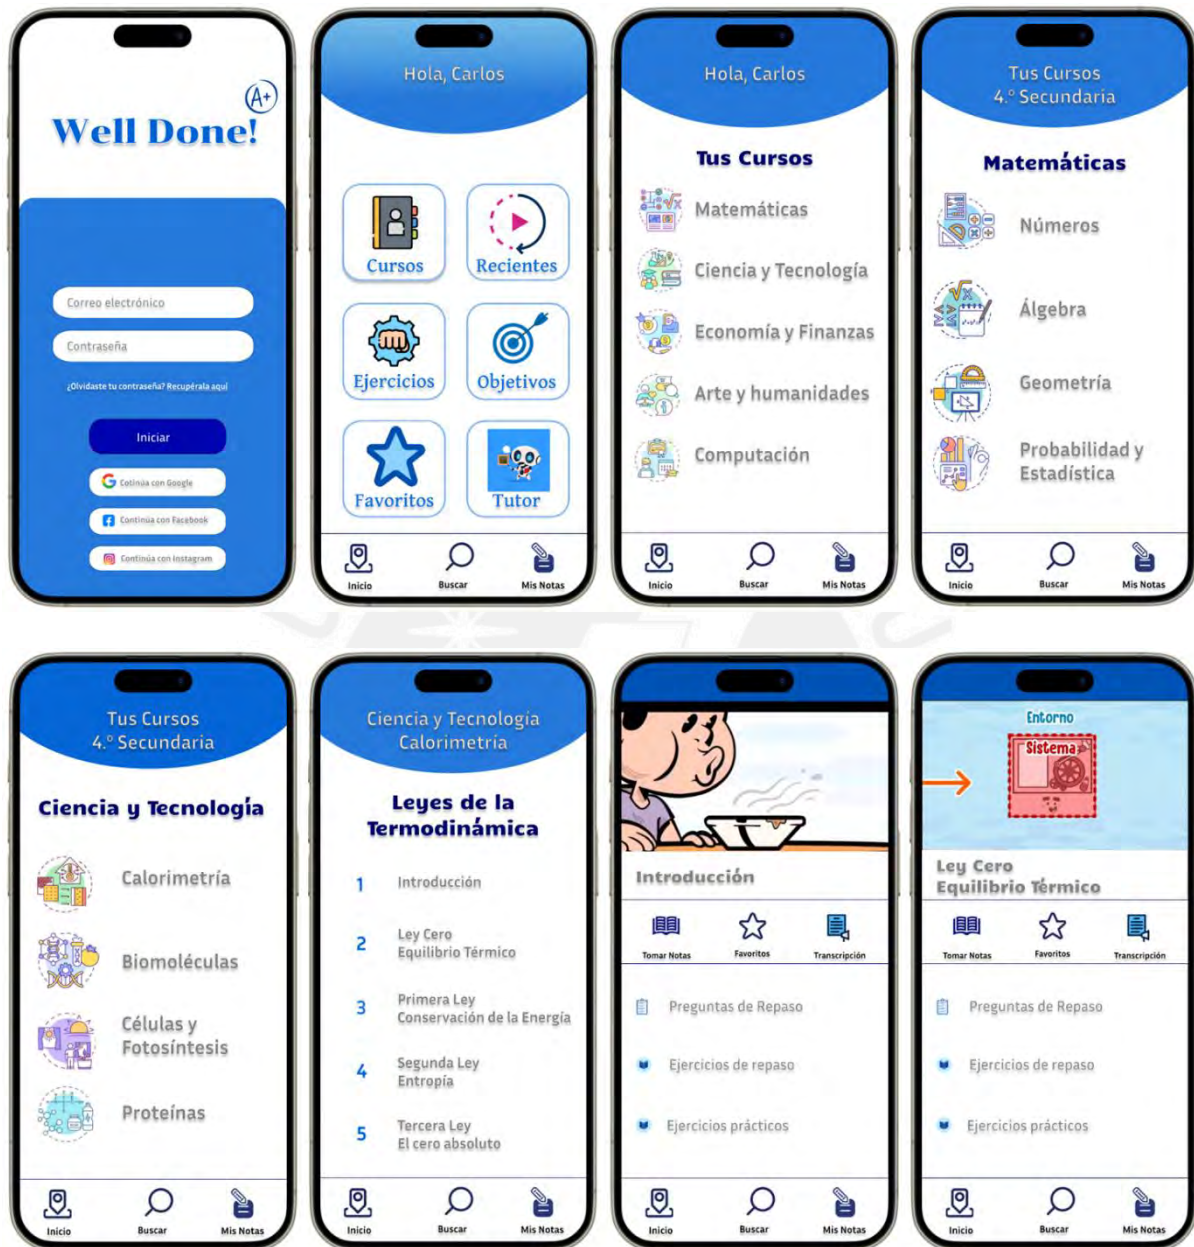 A+
Well Done!
Correo electrónico
Contraseña
¿Olvidaste tu contraseña? Recupérala aquí
Iniciar
Cotinúa con Google
Continúa con Facebook
Continúa con Instagram
Hola, Carlos
Cursos
Recientes
Ejercicios
Objetivos
Favoritos
Tutor
Inicio
Buscar
Mis Notas
Hola, Carlos
Tus Cursos
Matemáticas
Ciencia y Tecnología
Economía y Finanzas
Arte y humanidades
Computación
Inicio
Buscar
Mis Notas
Tus Cursos
4.º Secundaria
Matemáticas
Números
Álgebra
Geometría
Probabilidad y
Estadística
Inicio
Buscar
Mis Notas
Tus Cursos
4.º Secundaria
Ciencia y Tecnología
Calorimetría
Biomoléculas
Células y
Fotosíntesis
Proteínas
Inicio
Buscar
Mis Notas
Ciencia y Tecnología
Calorimetría
Leyes de la
Termodinámica
1 Introducción
2 Ley Cero
Equilibrio Térmico
3 Primera Ley
Conservación de la Energía
4 Segunda Ley
Entropía
5 Tercera Ley
El cero absoluto
Inicio
Buscar
Mis Notas
Introducción
Tomar Notas
Favoritos
Transcripción
Preguntas de Repaso
Ejercicios de repaso
Ejercicios prácticos
Inicio
Buscar
Mis Notas
Entorno
Sistema
Ley Cero
Equilibrio Térmico
Tomar Notas
Favoritos
Transcripción
Preguntas de Repaso
Ejercicios de repaso
Ejercicios prácticos
Inicio
Buscar
Mis Notas